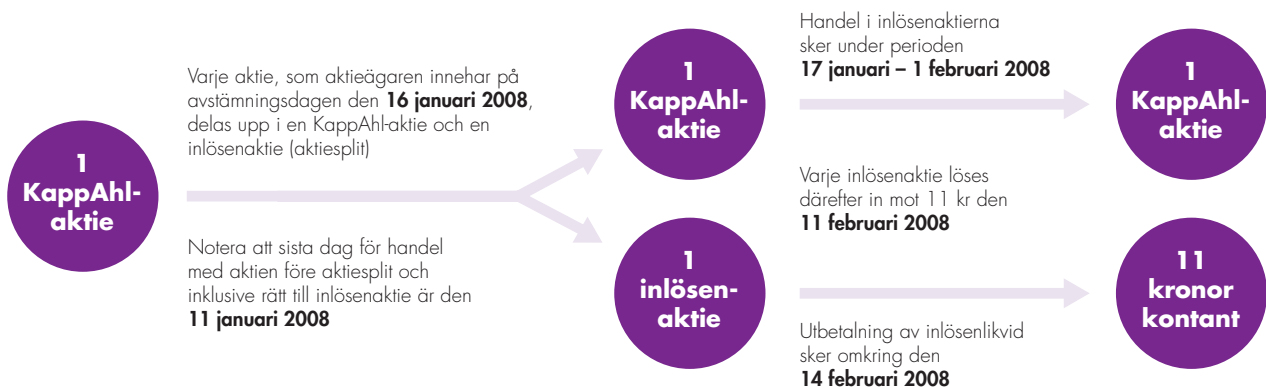 1
KappAhl-
aktie
Varje aktie, som aktieägaren innehar på
avstämningsdagen den 16 januari 2008,
delas upp i en KappAhl-aktie och en
inlösenaktie (aktiesplit)
Notera att sista dag för handel
med aktien före aktiesplit och
inklusive rätt till inlösenaktie är den
11 januari 2008
1
KappAhl-
aktie
1
inlösen-
aktie
Handel i inlösenaktierna
sker under perioden
17 januari – 1 februari 2008
Varje inlösenaktie löses
därefter in mot 11 kr den
11 februari 2008
Utbetalning av inlösenlikvid
sker omkring den
14 februari 2008
1
KappAhl-
aktie
11
kronor
kontant